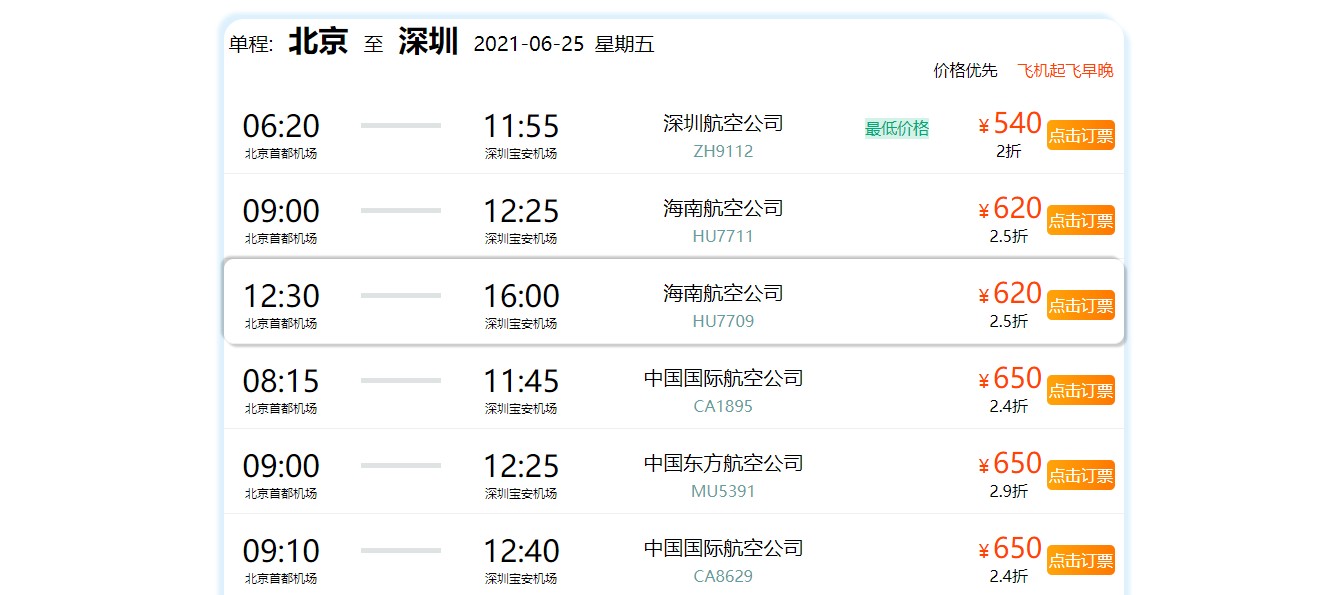 单程: 北京 至 深圳 2021-06-25 星期五
价格优先 飞机起飞早晚
06:20 11:55 深圳航空公司 最低价格 ¥540 点击订票
北京首都机场 深圳宝安机场 ZH9112 2折
09:00 12:25 海南航空公司 ¥620 点击订票
北京首都机场 深圳宝安机场 HU7711 2.5折
12:30 16:00 海南航空公司 ¥620 点击订票
北京首都机场 深圳宝安机场 HU7709 2.5折
08:15 11:45 中国国际航空公司 ¥650 点击订票
北京首都机场 深圳宝安机场 CA1895 2.4折
09:00 12:25 中国东方航空公司 ¥650 点击订票
北京首都机场 深圳宝安机场 MU5391 2.9折
09:10 12:40 中国国际航空公司 ¥650 点击订票
北京首都机场 深圳宝安机场 CA8629 2.4折